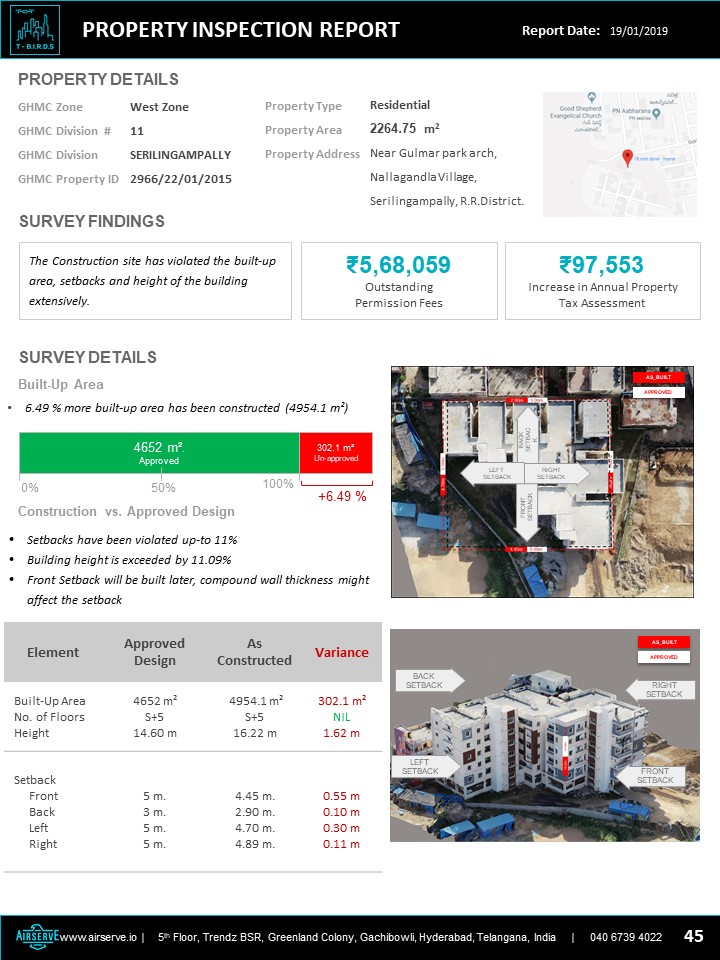 T - B.I.R.D.S
PROPERTY INSPECTION REPORT
Report Date: 19/01/2019
PROPERTY DETAILS
GHMC Zone West Zone
GHMC Division # 11
GHMC Division SERILINGAMPALLY
GHMC Property ID 2966/22/01/2015
Property Type Residential
Property Area 2264.75 m²
Property Address Near Gulmar park arch,
Nallagandla Village,
Serilingampally, R.R.District.
Good Shepherd
Evangelical Church
PN Aabharana
SURVEY FINDINGS
The Construction site has violated the built-up
area, setbacks and height of the building
extensively.
₹5,68,059
Outstanding
Permission Fees
₹97,553
Increase in Annual Property
Tax Assessment
SURVEY DETAILS
Built-Up Area
• 6.49 % more built-up area has been constructed (4954.1 m²)
4652 m².
Approved
302.1 m²
Un-approved
0% 50% 100%
+6.49 %
Construction vs. Approved Design
• Setbacks have been violated up-to 11%
• Building height is exceeded by 11.09%
• Front Setback will be built later, compound wall thickness might
affect the setback
AS_BUILT
APPROVED
BACK
SETBAC
K
LEFT
SETBACK
RIGHT
SETBACK
FRONT
SETBACK
Element Approved Design As Constructed Variance
Built-Up Area 4652 m² 4954.1 m² 302.1 m²
No. of Floors S+5 S+5 NIL
Height 14.60 m 16.22 m 1.62 m
Setback
Front 5 m. 4.45 m. 0.55 m
Back 3 m. 2.90 m. 0.10 m
Left 5 m. 4.70 m. 0.30 m
Right 5 m. 4.89 m. 0.11 m
AS_BUILT
APPROVED
BACK
SETBACK
RIGHT
SETBACK
LEFT
SETBACK
FRONT
SETBACK
AIRSERVE www.airserve.io | 5th Floor, Trendz BSR, Greenland Colony, Gachibowli, Hyderabad, Telangana, India | 040 6739 4022 45